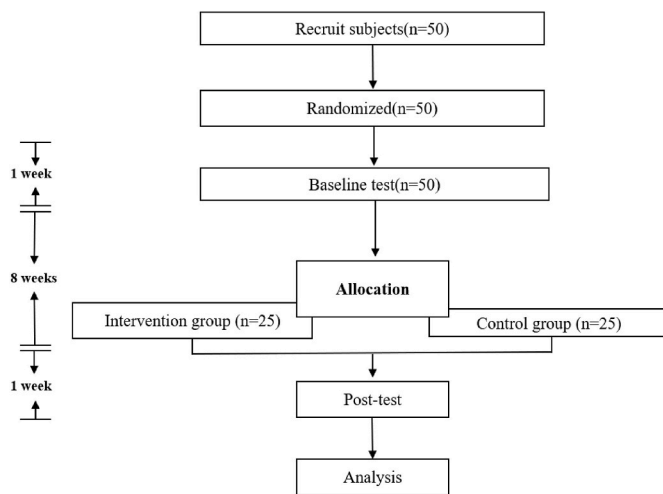 Recruit subjects(n=50)
Randomized(n=50)
1 week
Baseline test(n=50)
8 weeks
Allocation
Intervention group (n=25)
Control group (n=25)
1 week
Post-test
Analysis